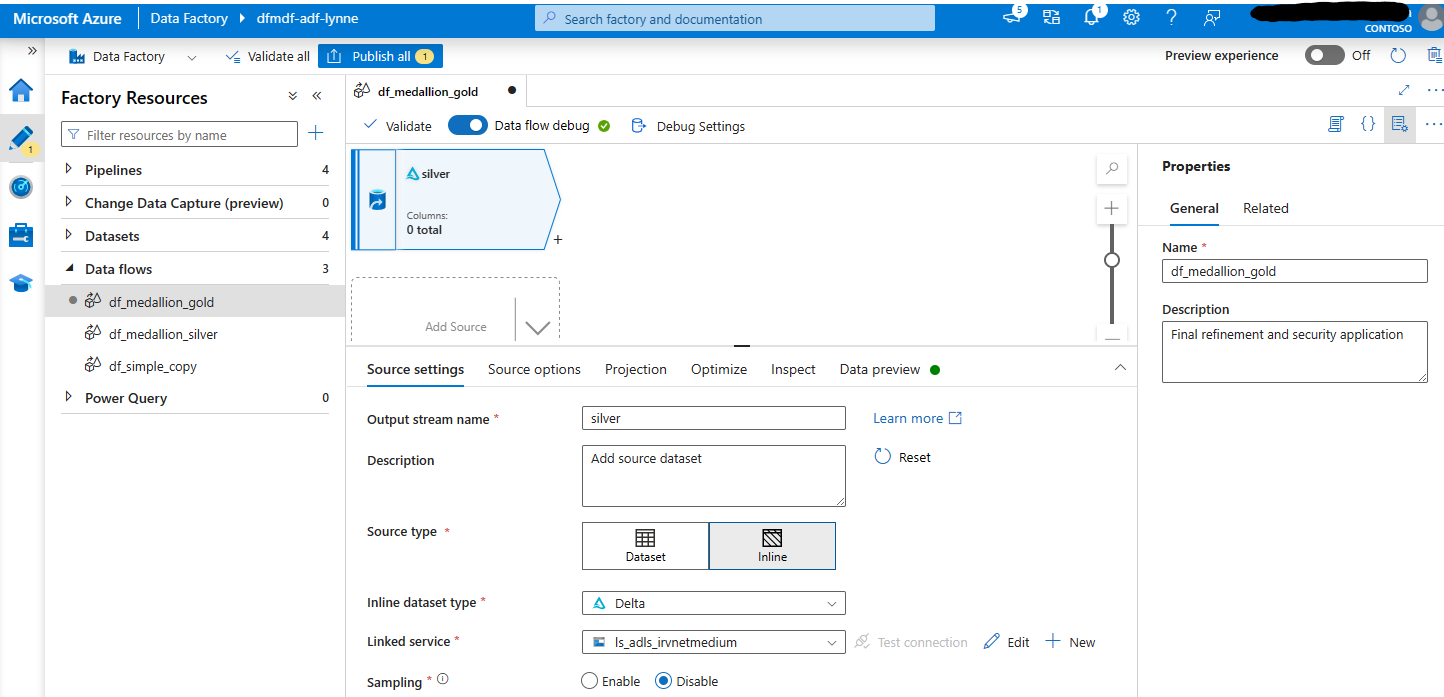 Microsoft Azure Data Factory dfmdf-adf-lynne Search factory and documentation 5 1 CONTOSO
Data Factory Validate all Publish all 1 Preview experience Off
Factory Resources
Filter resources by name
Pipelines 4
Change Data Capture (preview) 0
Datasets 4
Data flows 3
df_medallion_gold
df_medallion_silver
df_simple_copy
Power Query 0
1
df_medallion_gold
Validate Data flow debug Debug Settings
silver
Columns:
0 total
Add Source
Source settings Source options Projection Optimize Inspect Data preview
Output stream name * silver Learn more
Description Add source dataset Reset
Source type * Dataset Inline
Inline dataset type * Delta
Linked service * ls_adls_irvnetmedium Test connection Edit New
Sampling * Enable Disable
Properties
General Related
Name *
df_medallion_gold
Description
Final refinement and security application